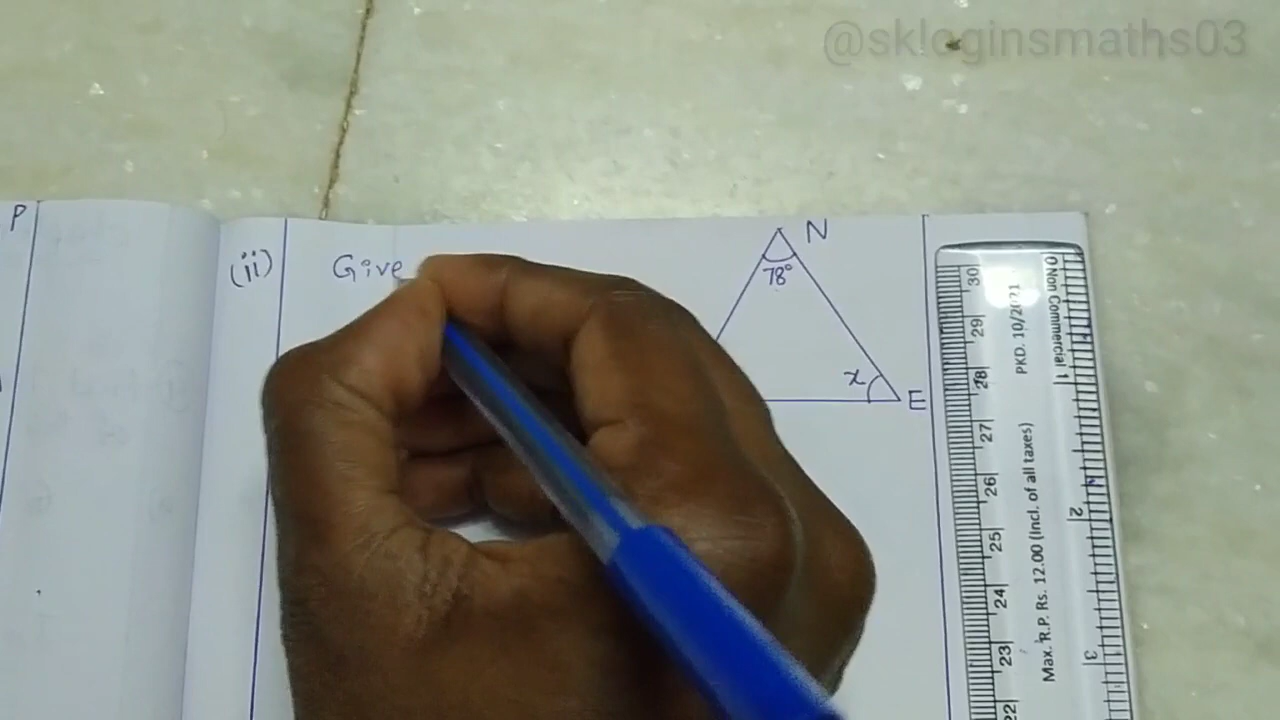 @skloginsmaths03
P
(ii)
Give
N
78°
x
E
30
29
28
27
26
25
24
23
22
PKD. 10/2021
Max. R.P. Rs. 12.00 (Incl. of all taxes)
0 Non Commercial 1
2
3